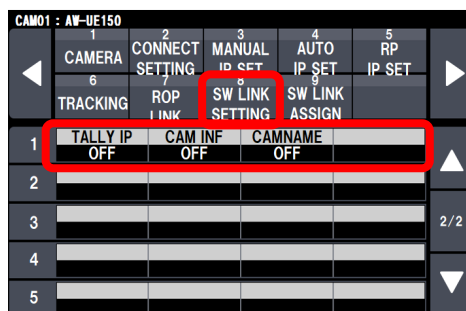 CAM01 : AW-UE150
1 2 3 4 5
CAMERA CONNECT SETTING MANUAL IP SET AUTO IP SET RP IP SET
6 7 8 9
TRACKING ROP LINK SW LINK SETTING SW LINK ASSIGN
1 TALLY IP CAM INF CAMNAME
OFF OFF OFF
2
3 2/2
4
5